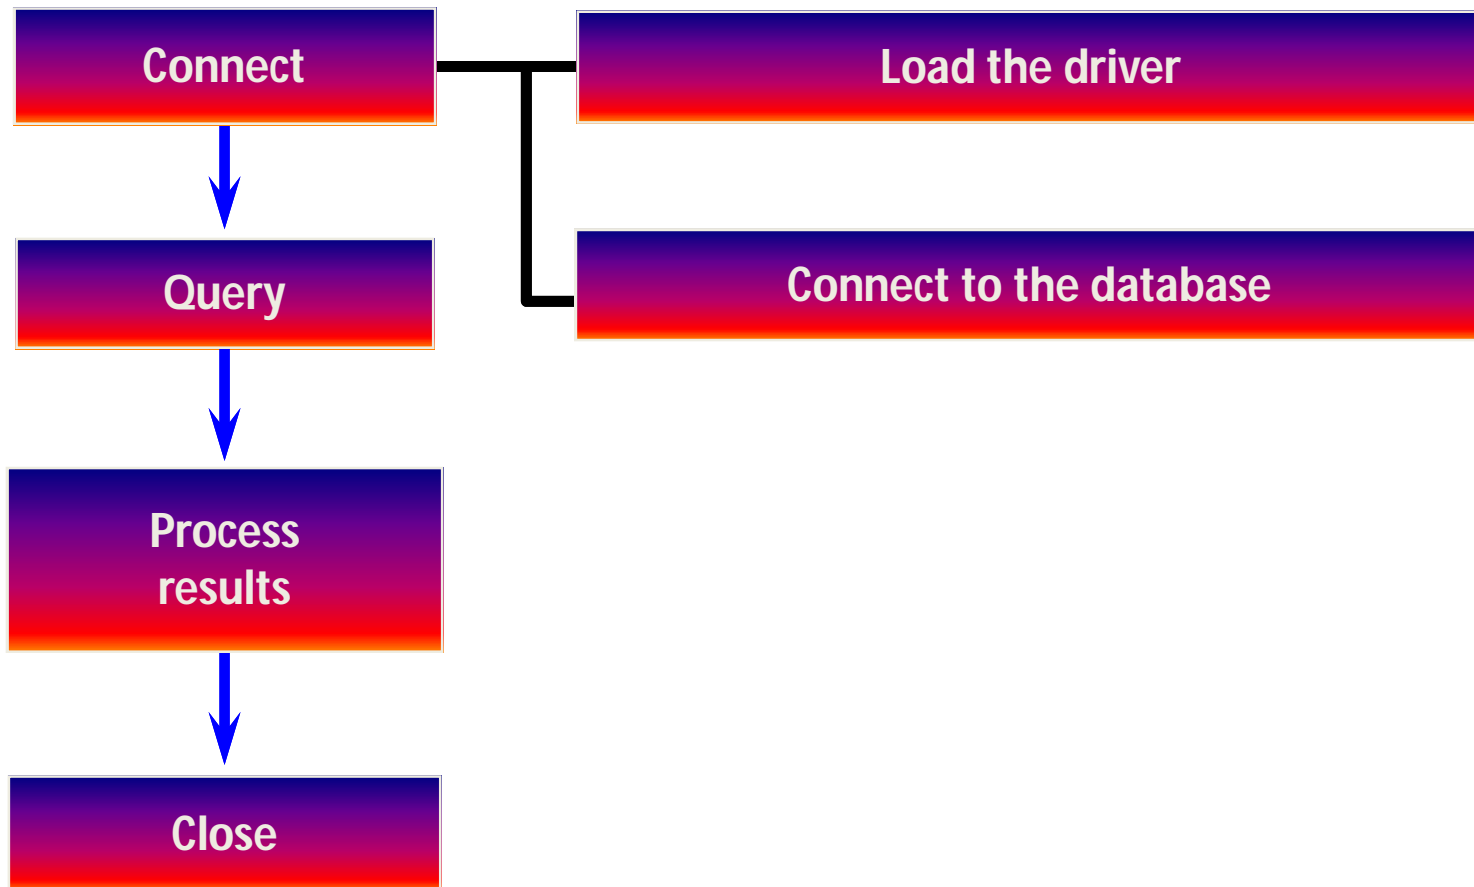 Connect
Load the driver
Query
Connect to the database
Process
results
Close